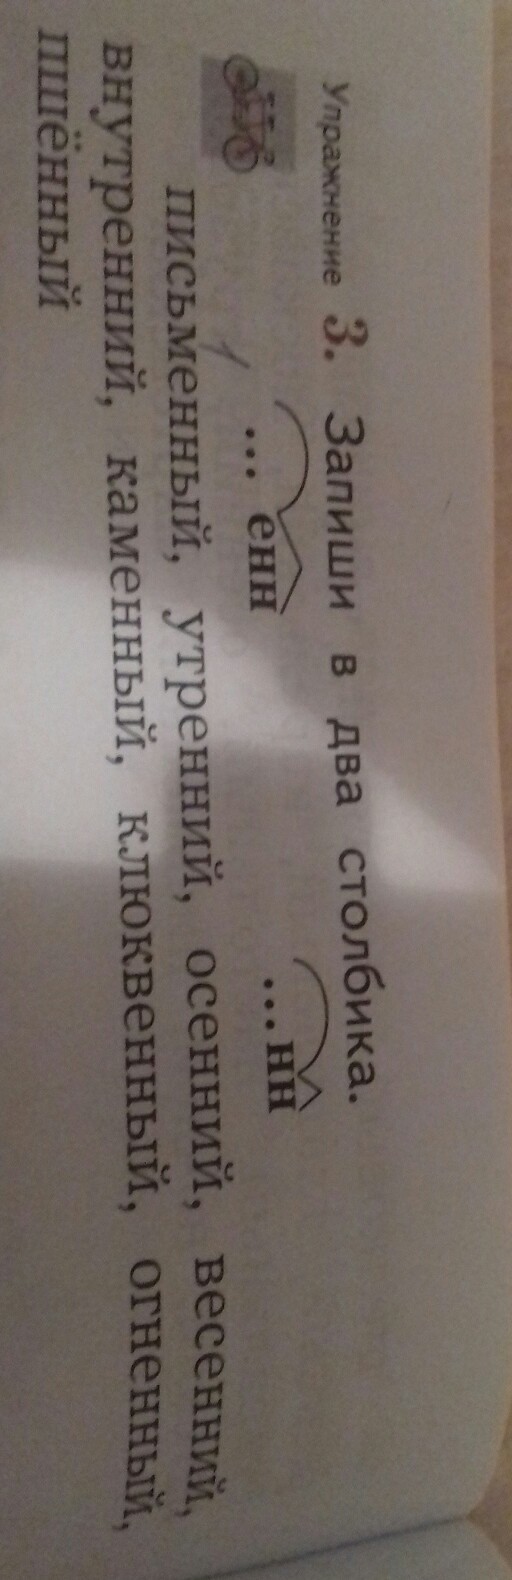 Упражнение 3. Запиши в два столбика.
... енн ...нн
письменный, утренний, осенний, весенний,
внутренний, каменный, клюквенный, огненный,
пшённый